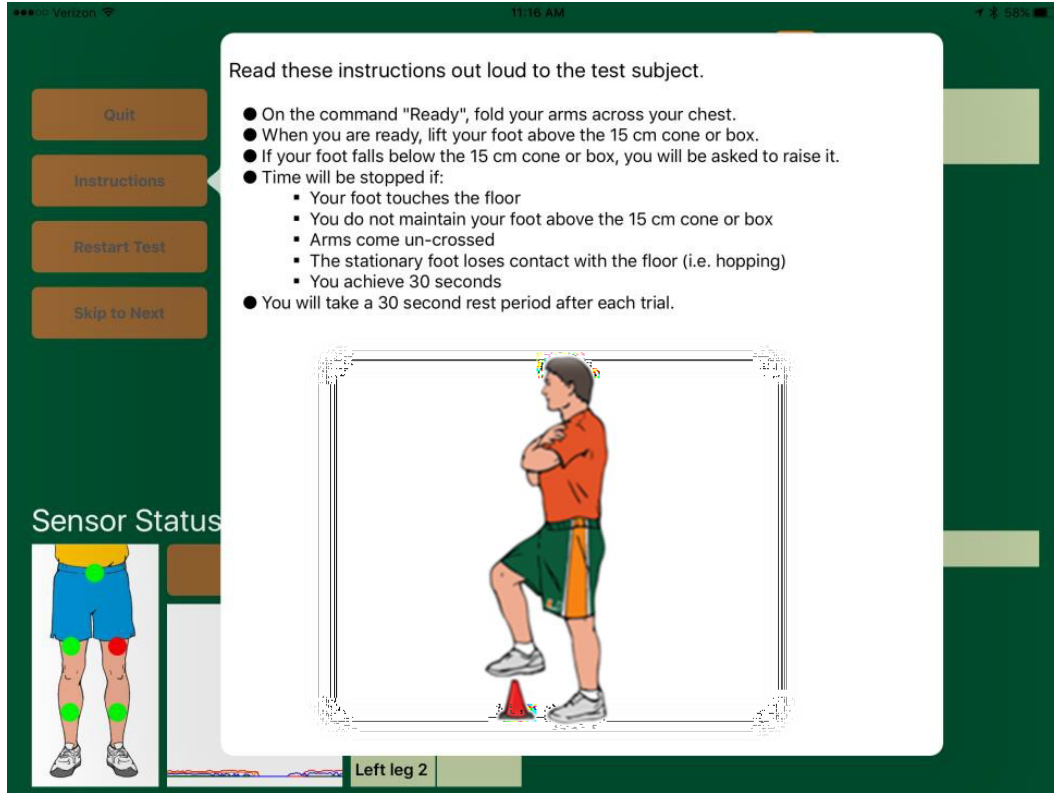 Verizon 11:16 AM 58%
Read these instructions out loud to the test subject.
● On the command "Ready", fold your arms across your chest.
● When you are ready, lift your foot above the 15 cm cone or box.
● If your foot falls below the 15 cm cone or box, you will be asked to raise it.
● Time will be stopped if:
▪ Your foot touches the floor
▪ You do not maintain your foot above the 15 cm cone or box
▪ Arms come un-crossed
▪ The stationary foot loses contact with the floor (i.e. hopping)
▪ You achieve 30 seconds
● You will take a 30 second rest period after each trial.
Quit
Instructions
Restart Test
Skip to Next
Sensor Status
Left leg 2